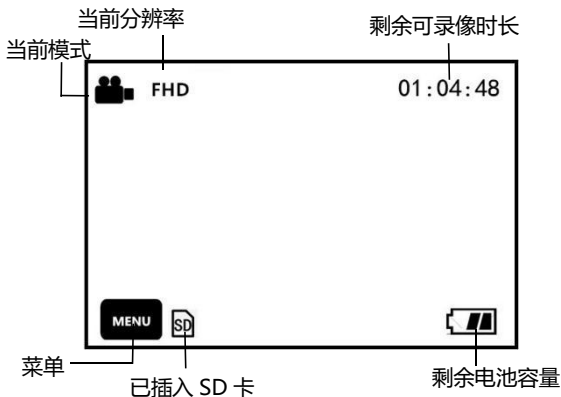 当前分辨率
剩余可录像时长
当前模式
FHD
01:04:48
MENU
SD
菜单
已插入 SD 卡
剩余电池容量